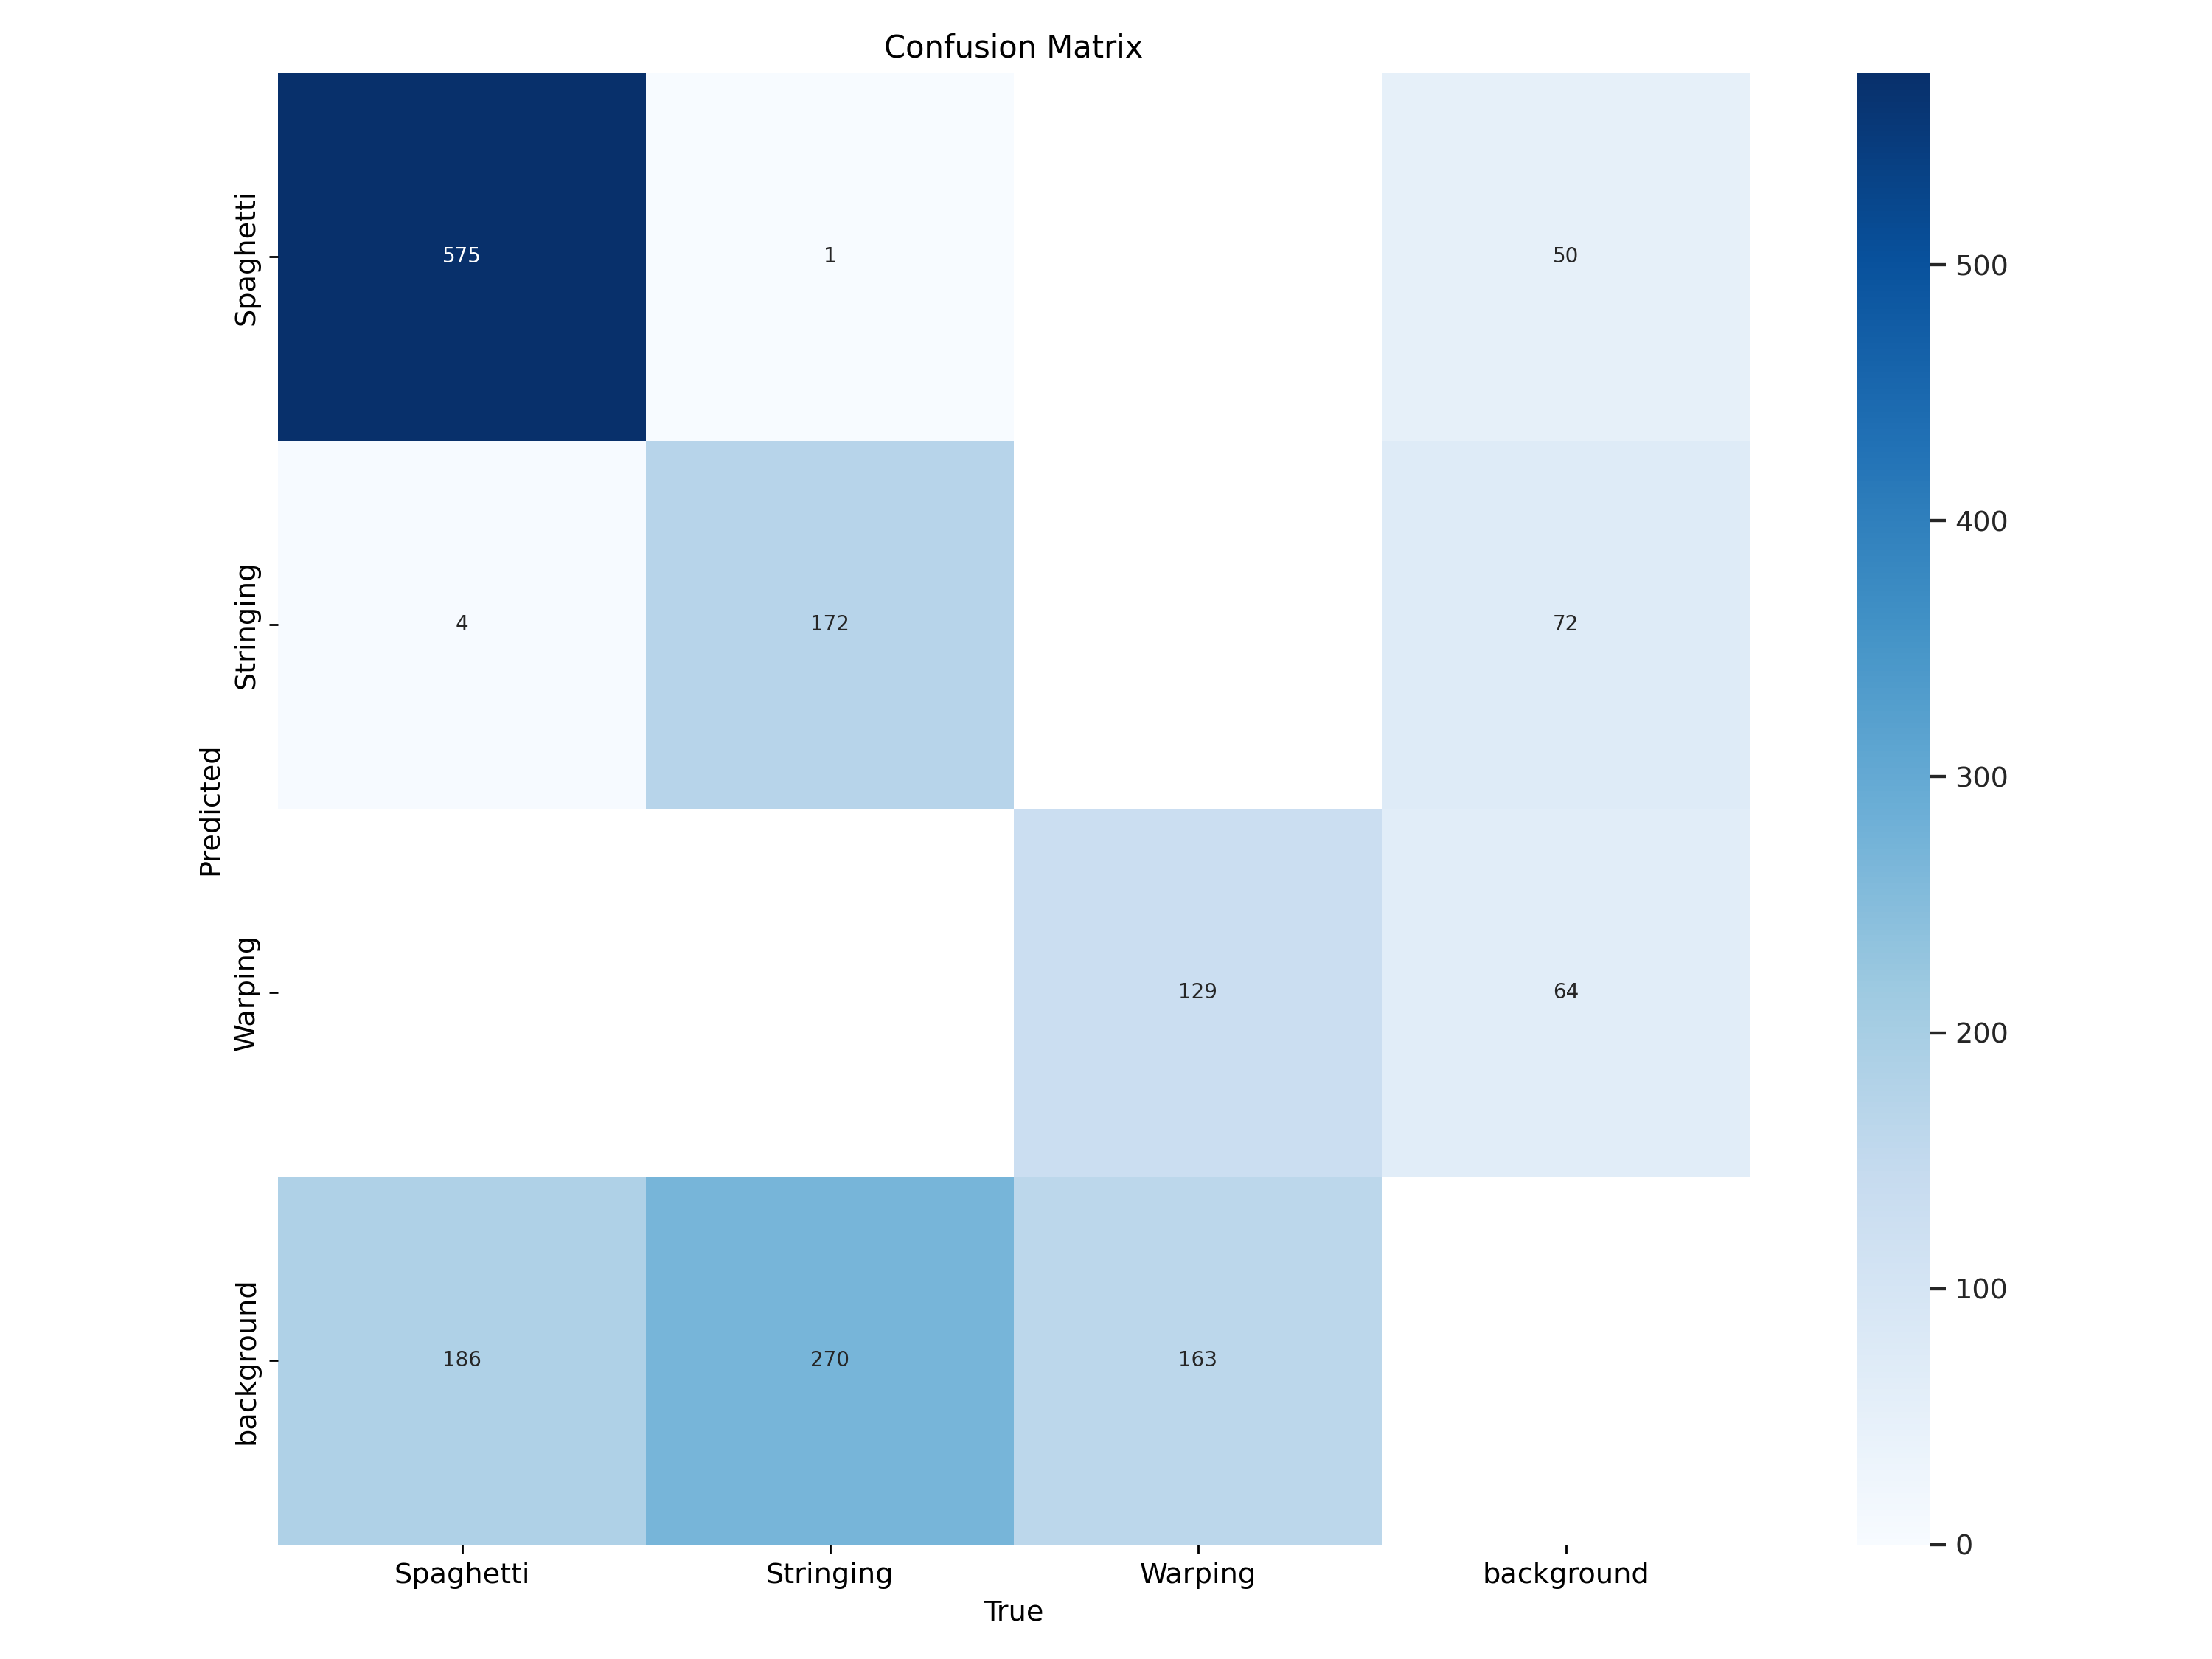 Confusion Matrix
Spaghetti
575
1
50
500
Stringing
4
172
72
400
300
Predicted
Warping
129
64
200
100
background
186
270
163
0
Spaghetti
Stringing
Warping
background
True